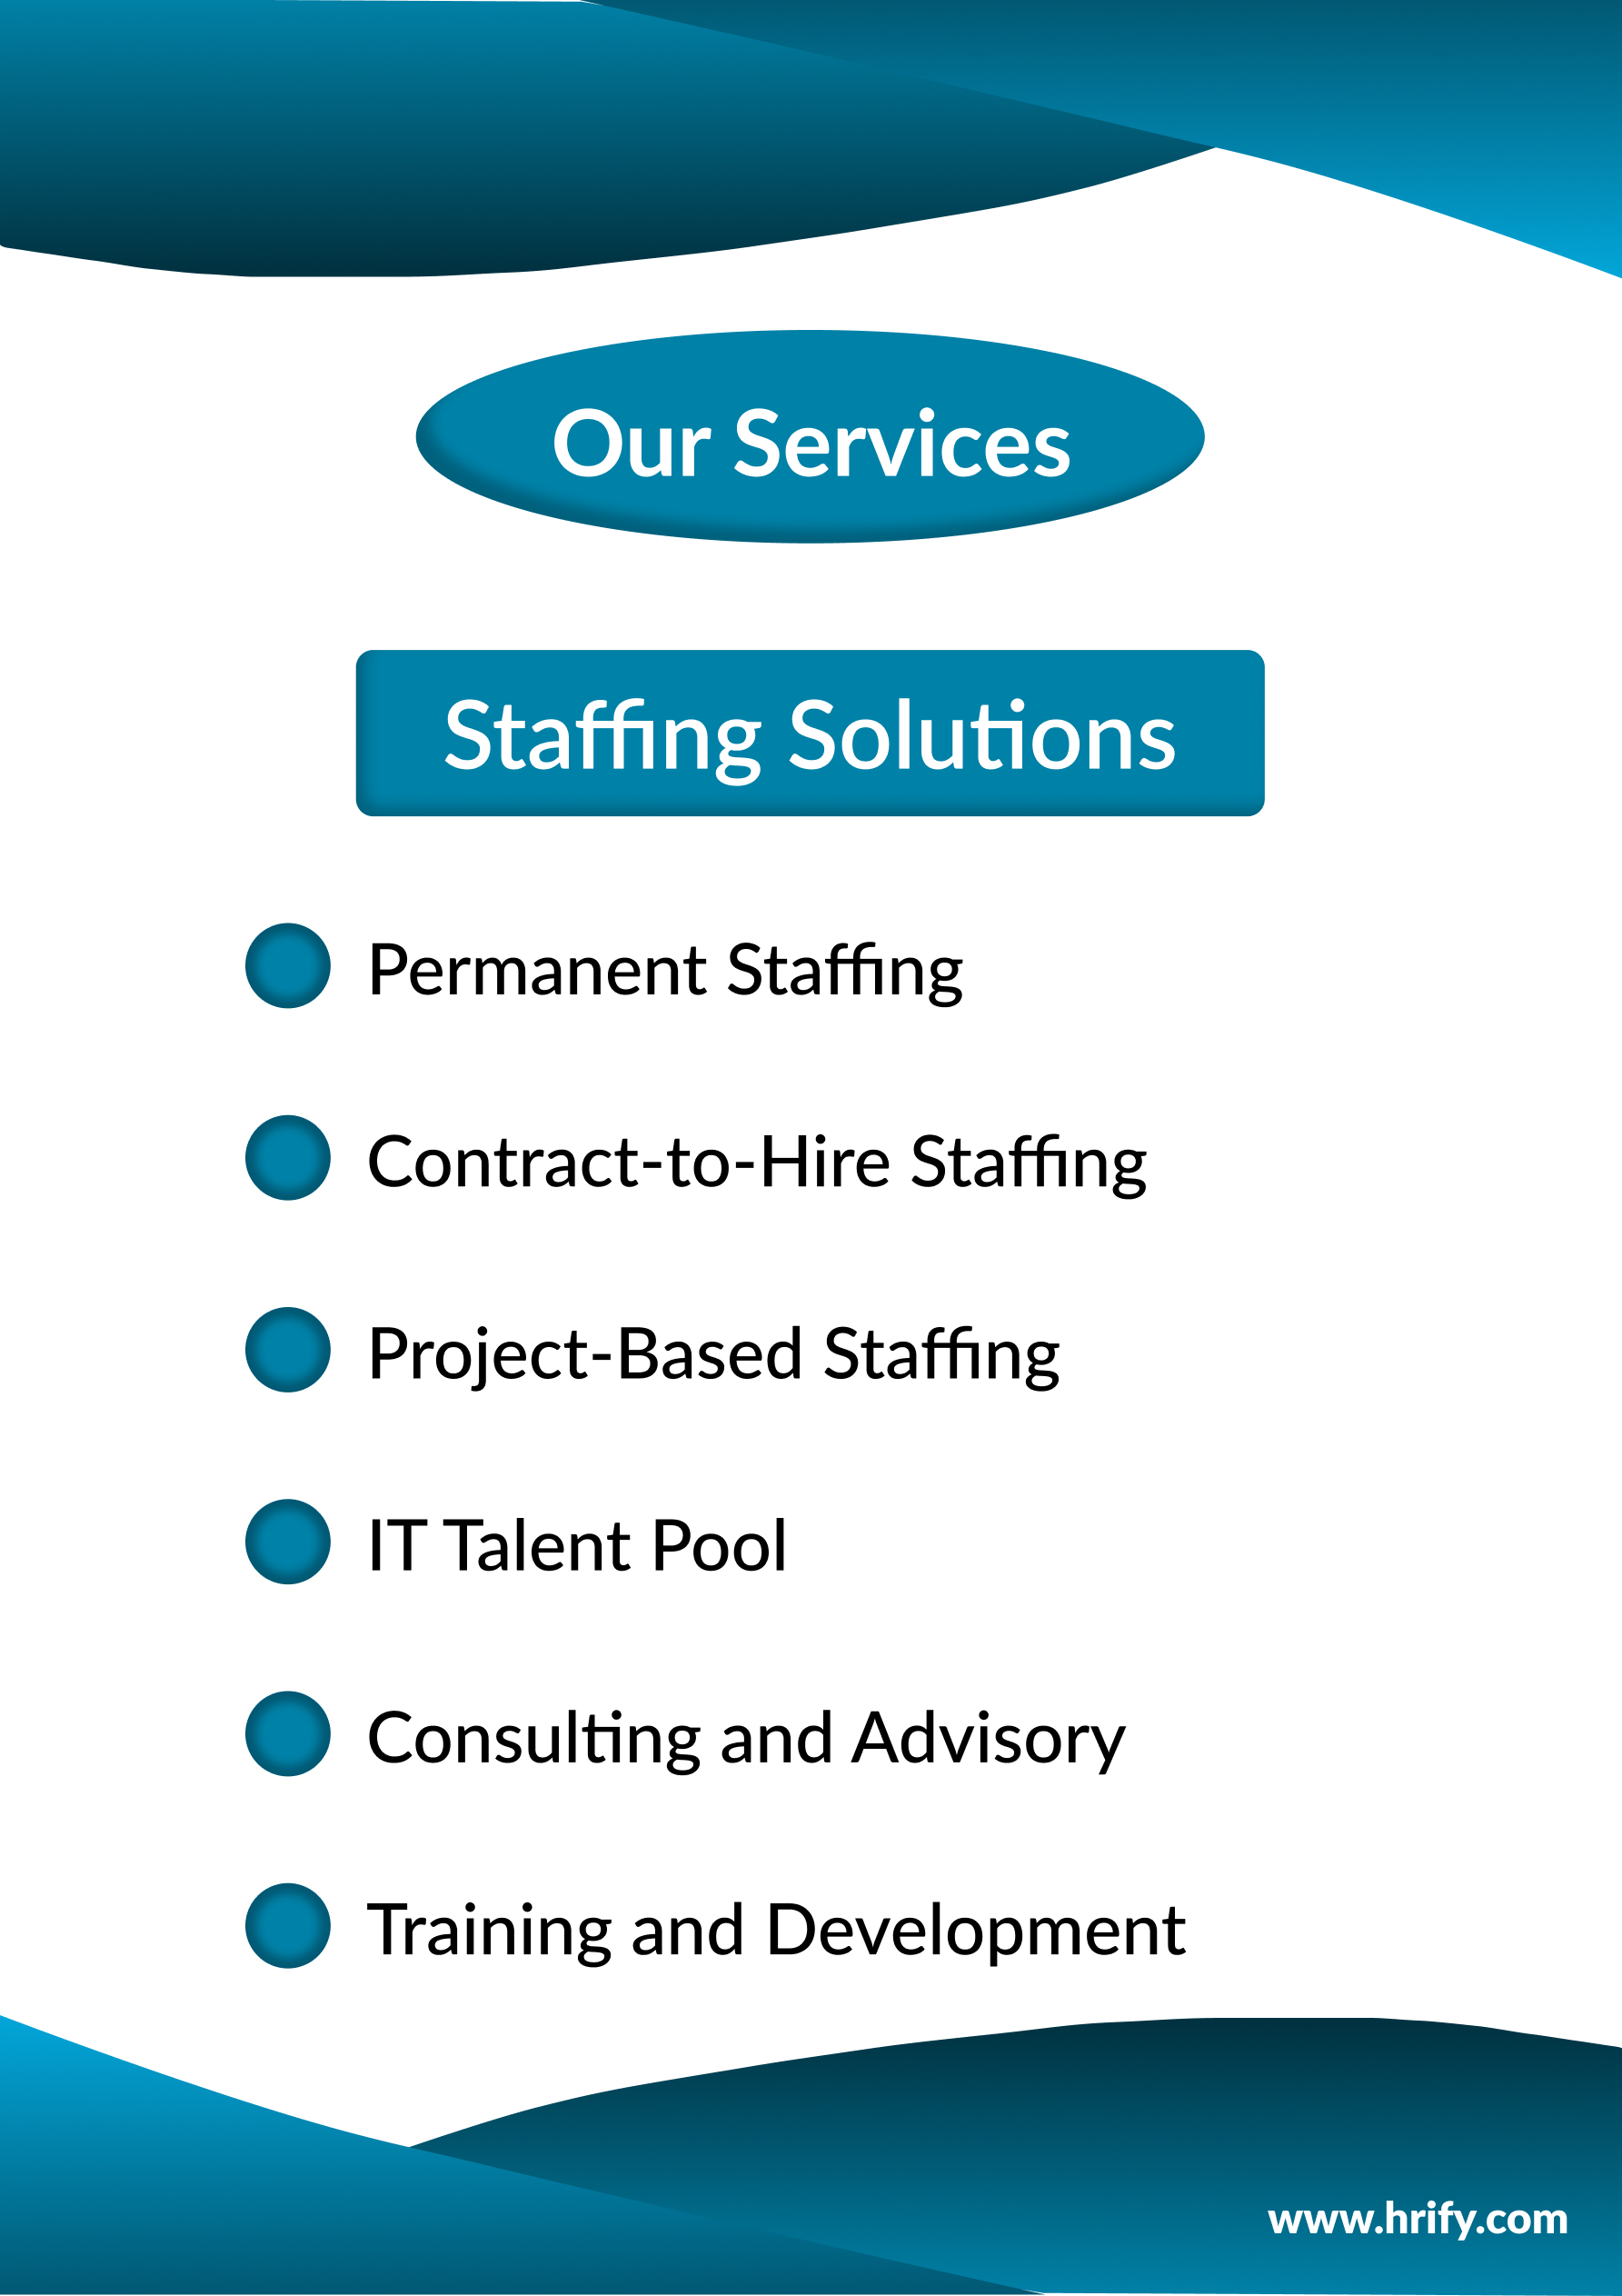 Our Services
Staffing Solutions
Permanent Staffing
Contract-to-Hire Staffing
Project-Based Staffing
IT Talent Pool
Consulting and Advisory
Training and Development
www.hrify.com